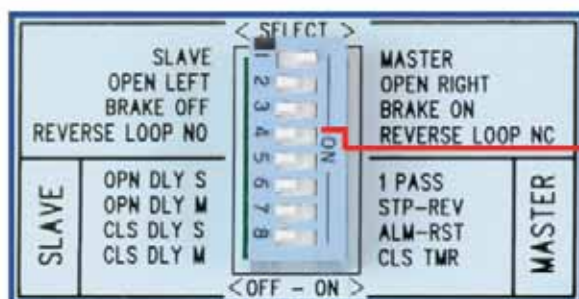 < SELECT >
SLAVE 1 MASTER
OPEN LEFT 2 OPEN RIGHT
BRAKE OFF 3 BRAKE ON
REVERSE LOOP NO 4 REVERSE LOOP NC
ON
SLAVE
OPN DLY S 5 1 PASS
OPN DLY M 6 STP-REV
CLS DLY S 7 ALM-RST
CLS DLY M 8 CLS TMR
MASTER
<OFF - ON >